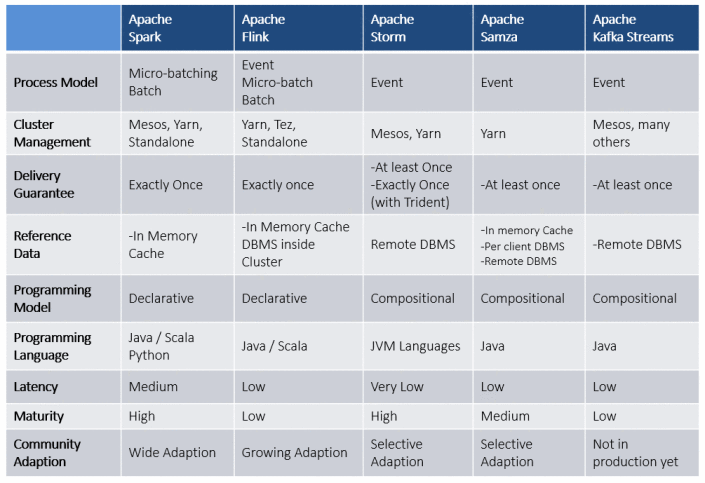 Apache Spark	Apache Flink	Apache Storm	Apache Samza	Apache Kafka Streams
Process Model	Micro-batching Batch	Event Micro-batch Batch	Event	Event	Event
Cluster Management	Mesos, Yarn, Standalone	Yarn, Tez, Standalone	Mesos, Yarn	Yarn	Mesos, many others
Delivery Guarantee	Exactly Once	Exactly once	-At least Once -Exactly Once (with Trident)	-At least once	-At least once
Reference Data	-In Memory Cache	-In Memory Cache DBMS inside Cluster	Remote DBMS	-In memory Cache -Per client DBMS -Remote DBMS	-Remote DBMS
Programming Model	Declarative	Declarative	Compositional	Compositional	Compositional
Programming Language	Java / Scala Python	Java / Scala	JVM Languages	Java	Java
Latency	Medium	Low	Very Low	Low	Low
Maturity	High	Low	High	Medium	Low
Community Adaption	Wide Adaption	Growing Adaption	Selective Adaption	Selective Adaption	Not in production yet